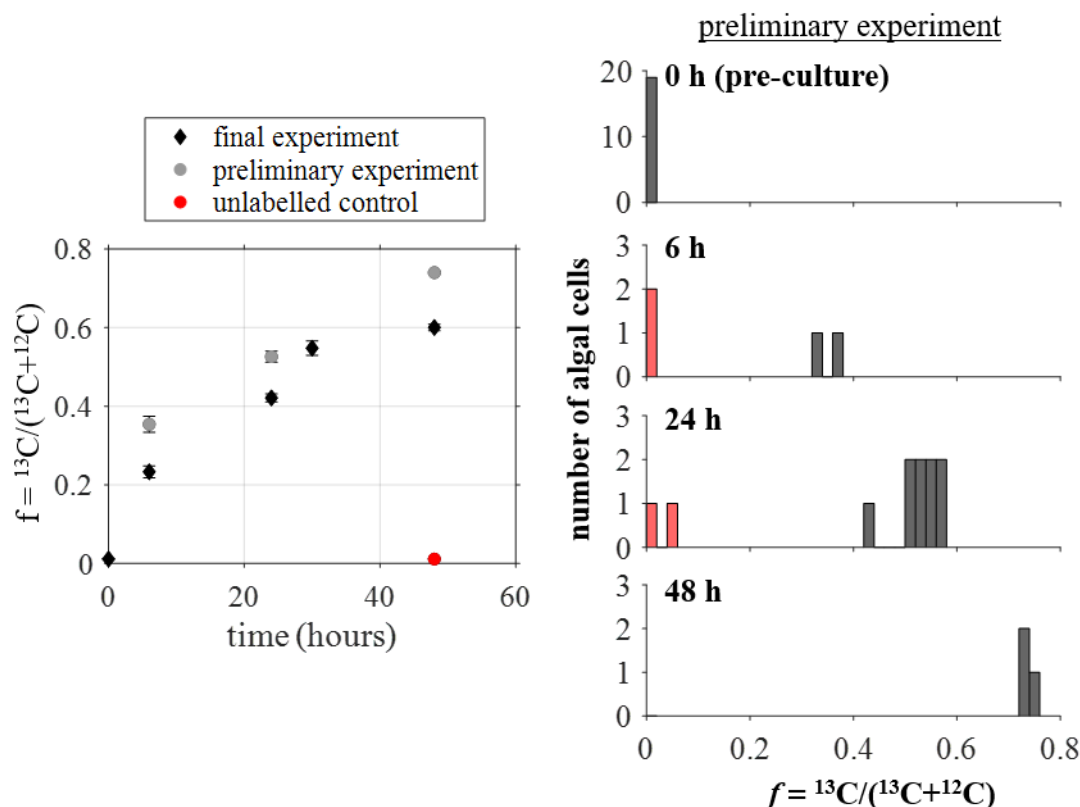 final experiment
preliminary experiment
unlabelled control
f = ¹³C/(¹³C+¹²C)
0.8
0.6
0.4
0.2
0
0
20
40
60
time (hours)
preliminary experiment
number of algal cells
0 h (pre-culture)
20
10
0
6 h
3
2
1
0
24 h
3
2
1
0
48 h
3
2
1
0
0
0.2
0.4
0.6
0.8
f = ¹³C/(¹³C+¹²C)